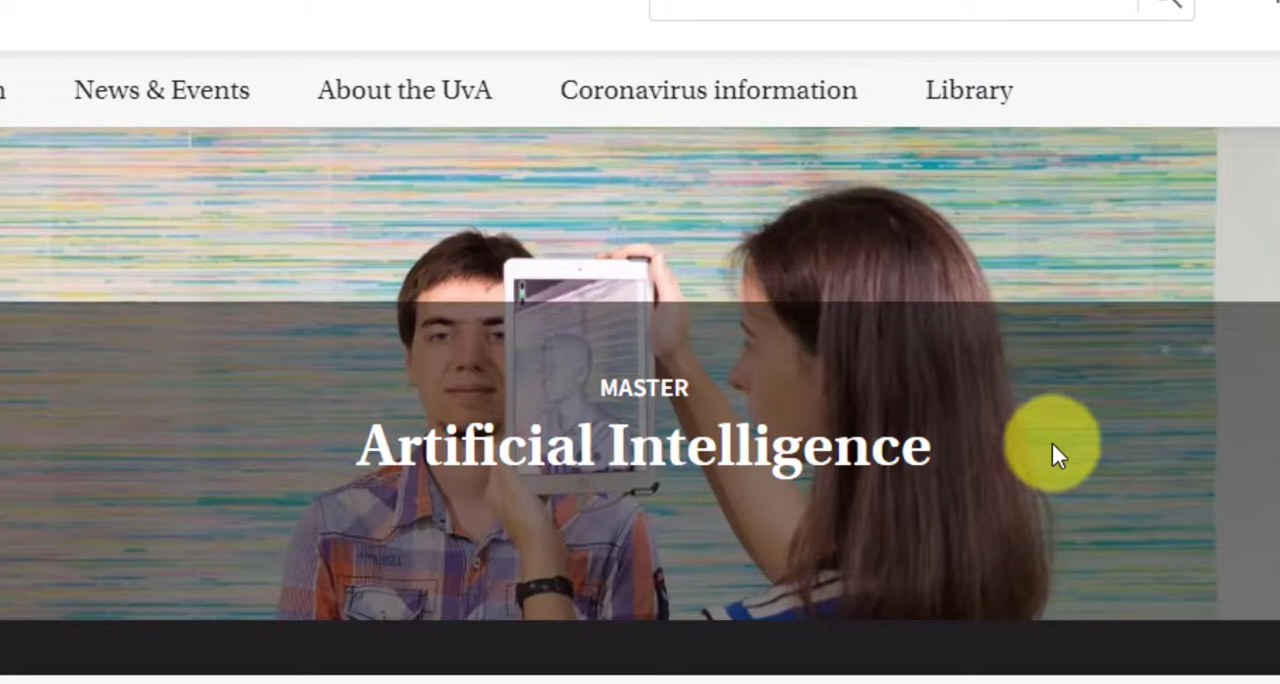 News & Events About the UvA Coronavirus information Library
MASTER
Artificial Intelligence